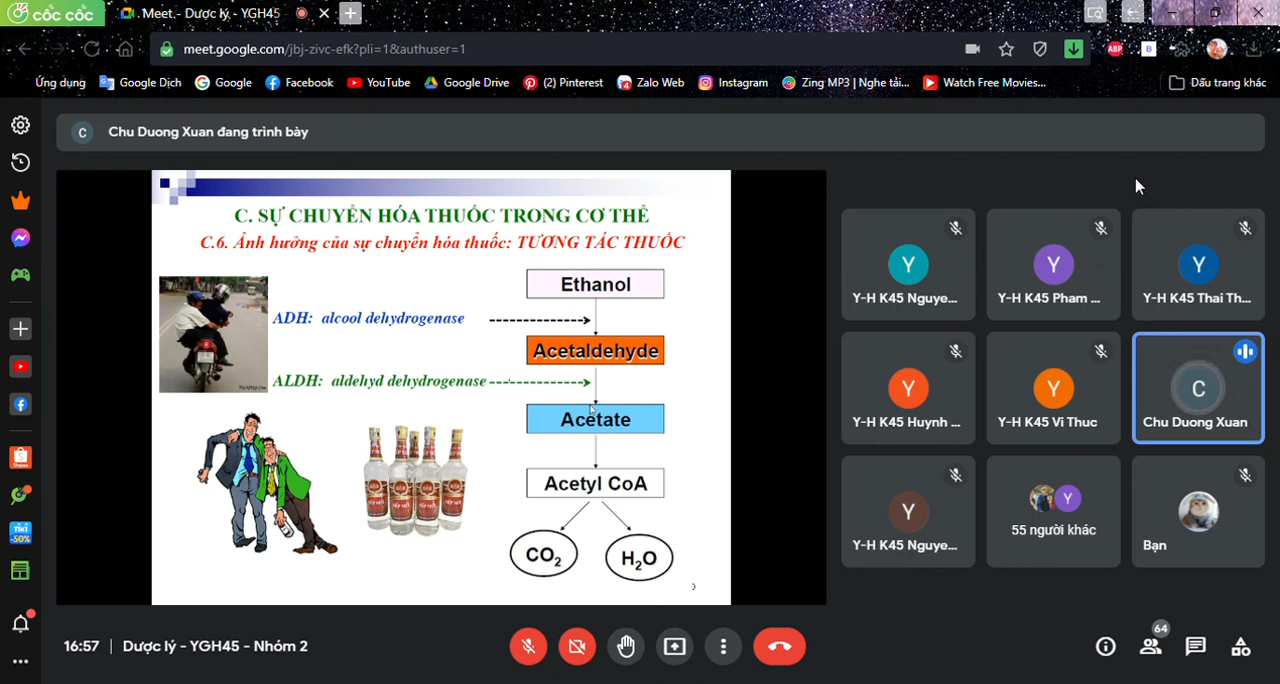 cốc cốc
Meet - Dược lý - YGH45
meet.google.com/jbj-zivc-efk?pli=1&authuser=1
ABP
B
Ứng dụng
Google Dịch
Google
Facebook
YouTube
Google Drive
(2) Pinterest
Zalo Web
Instagram
Zing MP3 | Nghe tải...
Watch Free Movies...
Dấu trang khác
C
Chu Duong Xuan đang trình bày
C. SỰ CHUYỂN HÓA THUỐC TRONG CƠ THỂ
C.6. Ảnh hưởng của sự chuyển hóa thuốc: TƯƠNG TÁC THUỐC
Ethanol
ADH: alcool dehydrogenase
Acetaldehyde
ALDH: aldehyd dehydrogenase
Acetate
Acetyl CoA
CO2
H2O
Y
Y-H K45 Nguye...
Y
Y-H K45 Pham ...
Y
Y-H K45 Thai Th...
Y
Y-H K45 Huynh ...
Y
Y-H K45 Vi Thuc
C
Chu Duong Xuan
Y
Y-H K45 Nguye...
Y
55 người khác
Bạn
TIKI
-50%
16:57 | Dược lý - YGH45 - Nhóm 2
64